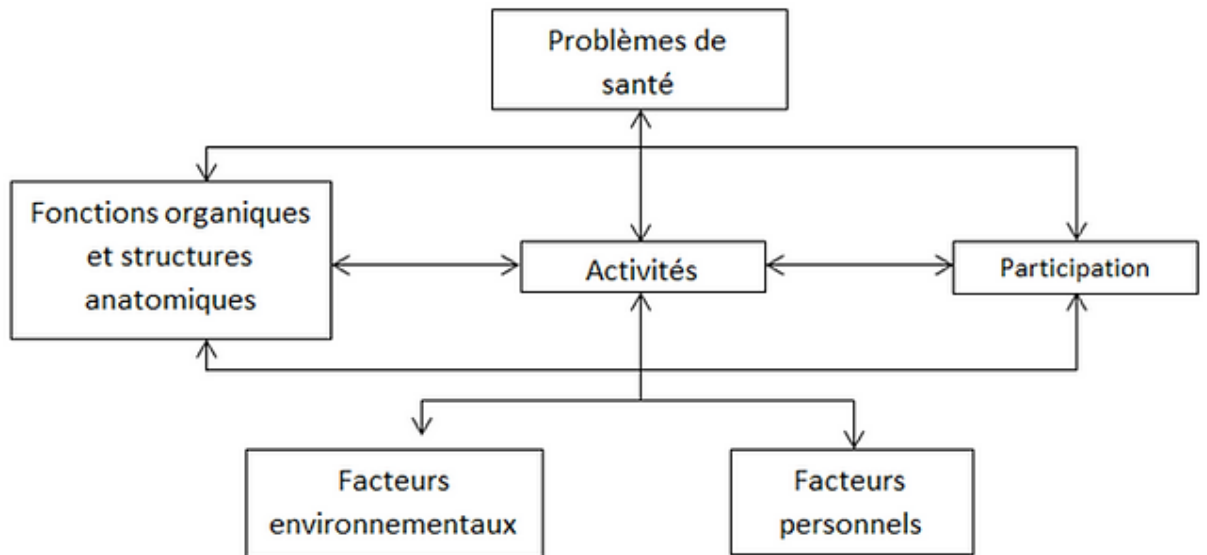 Problèmes de
santé
Fonctions organiques
et structures
anatomiques
Activités
Participation
Facteurs
environnementaux
Facteurs
personnels